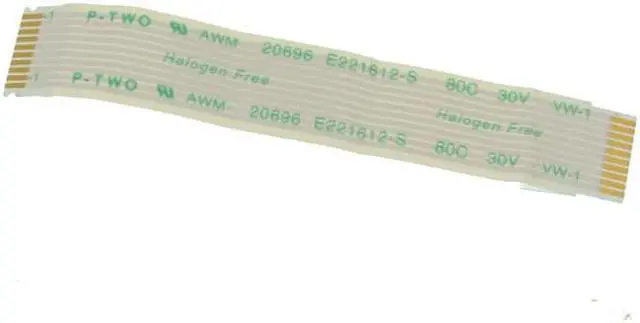 1 P-TWO AWM 20696 E221612-S 80C 30V VW-1
Halogen Free Halogen Free
1 P-TWO AWM 20696 E221612-S 80C 30V VW-1